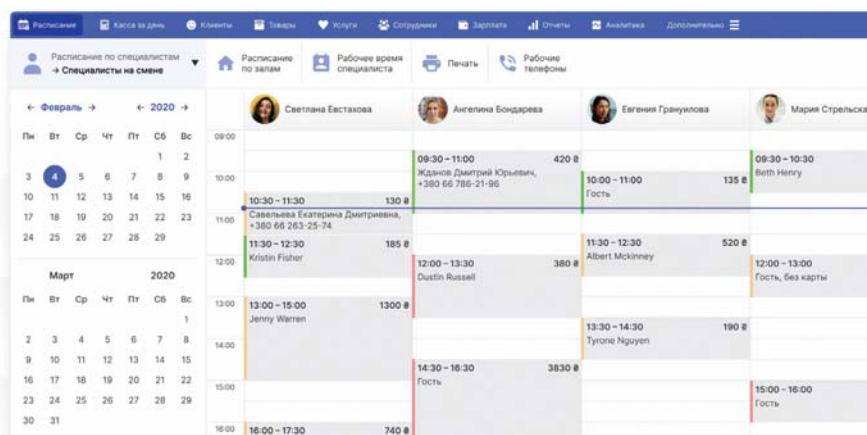 Расписание Касса за день Клиенты Товары Услуги Сотрудники Зарплата Отчеты Аналитика Дополнительно
Расписание по специалистам
→ Специалисты на смене
Расписание
по залам
Рабочее время
специалиста
Печать
Рабочие
телефоны
← Февраль → ← 2020 →
Пн Вт Ср Чт Пт Сб Вс
1 2
3 4 5 6 7 8 9
10 11 12 13 14 15 16
17 18 19 20 21 22 23
24 25 26 27 28 29
Март 2020
Пн Вт Ср Чт Пт Сб Вс
1
2 3 4 5 6 7 8
9 10 11 12 13 14 15
16 17 18 19 20 21 22
23 24 25 26 27 28 29
30 31
09:00
10:00
11:00
12:00
13:00
14:00
15:00
16:00
Светлана Евстахова
10:30 – 11:30 130 ₴
Савельева Екатерина Дмитриевна,
+380 66 263-25-74
11:30 – 12:30 185 ₴
Kristin Fisher
13:00 – 15:00 1300 ₴
Jenny Warren
16:00 – 17:30 740 ₴
Ангелина Бондарева
09:30 – 11:00 420 ₴
Жданов Дмитрий Юрьевич,
+380 66 786-21-96
12:00 – 13:30 380 ₴
Dustin Russell
14:30 – 16:30 3830 ₴
Гость
Евгения Грануилова
10:00 – 11:00 135 ₴
Гость
11:30 – 12:30 520 ₴
Albert Mckinney
13:30 – 14:30 190 ₴
Tyrone Nguyen
Мария Стрельска
09:30 – 10:30
Beth Henry
12:00 – 13:00
Гость, без карты
15:00 – 16:00
Гость